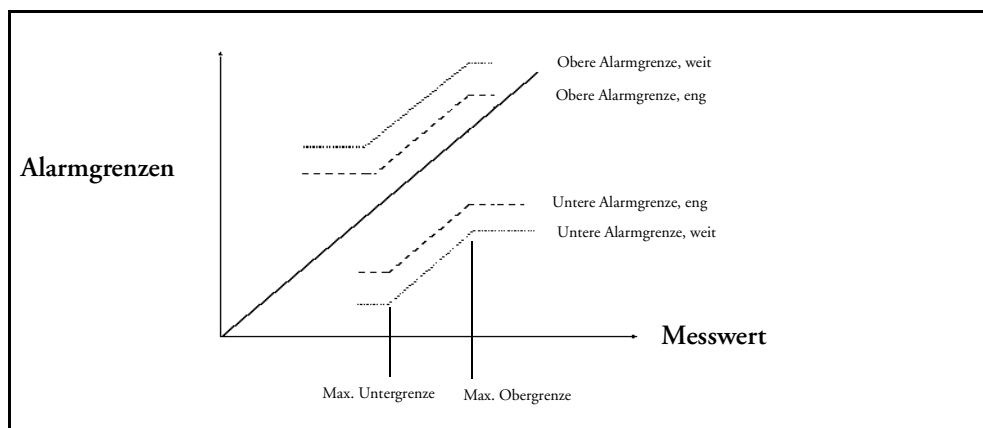 Obere Alarmgrenze, weit
Obere Alarmgrenze, eng
Alarmgrenzen
Untere Alarmgrenze, eng
Untere Alarmgrenze, weit
Messwert
Max. Untergrenze
Max. Obergrenze